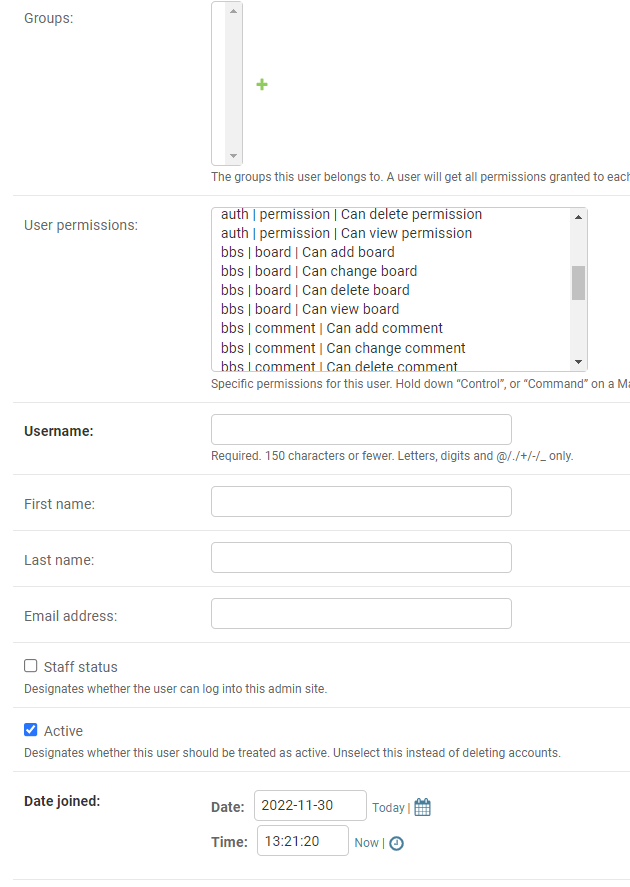 Groups:
The groups this user belongs to. A user will get all permissions granted to each
User permissions:
auth | permission | Can delete permission
auth | permission | Can view permission
bbs | board | Can add board
bbs | board | Can change board
bbs | board | Can delete board
bbs | board | Can view board
bbs | comment | Can add comment
bbs | comment | Can change comment
bbs | comment | Can delete comment
Specific permissions for this user. Hold down “Control”, or “Command” on a Ma
Username:
Required. 150 characters or fewer. Letters, digits and @/./+/-/_ only.
First name:
Last name:
Email address:
Staff status
Designates whether the user can log into this admin site.
Active
Designates whether this user should be treated as active. Unselect this instead of deleting accounts.
Date joined:
Date: 2022-11-30 Today |
Time: 13:21:20 Now |